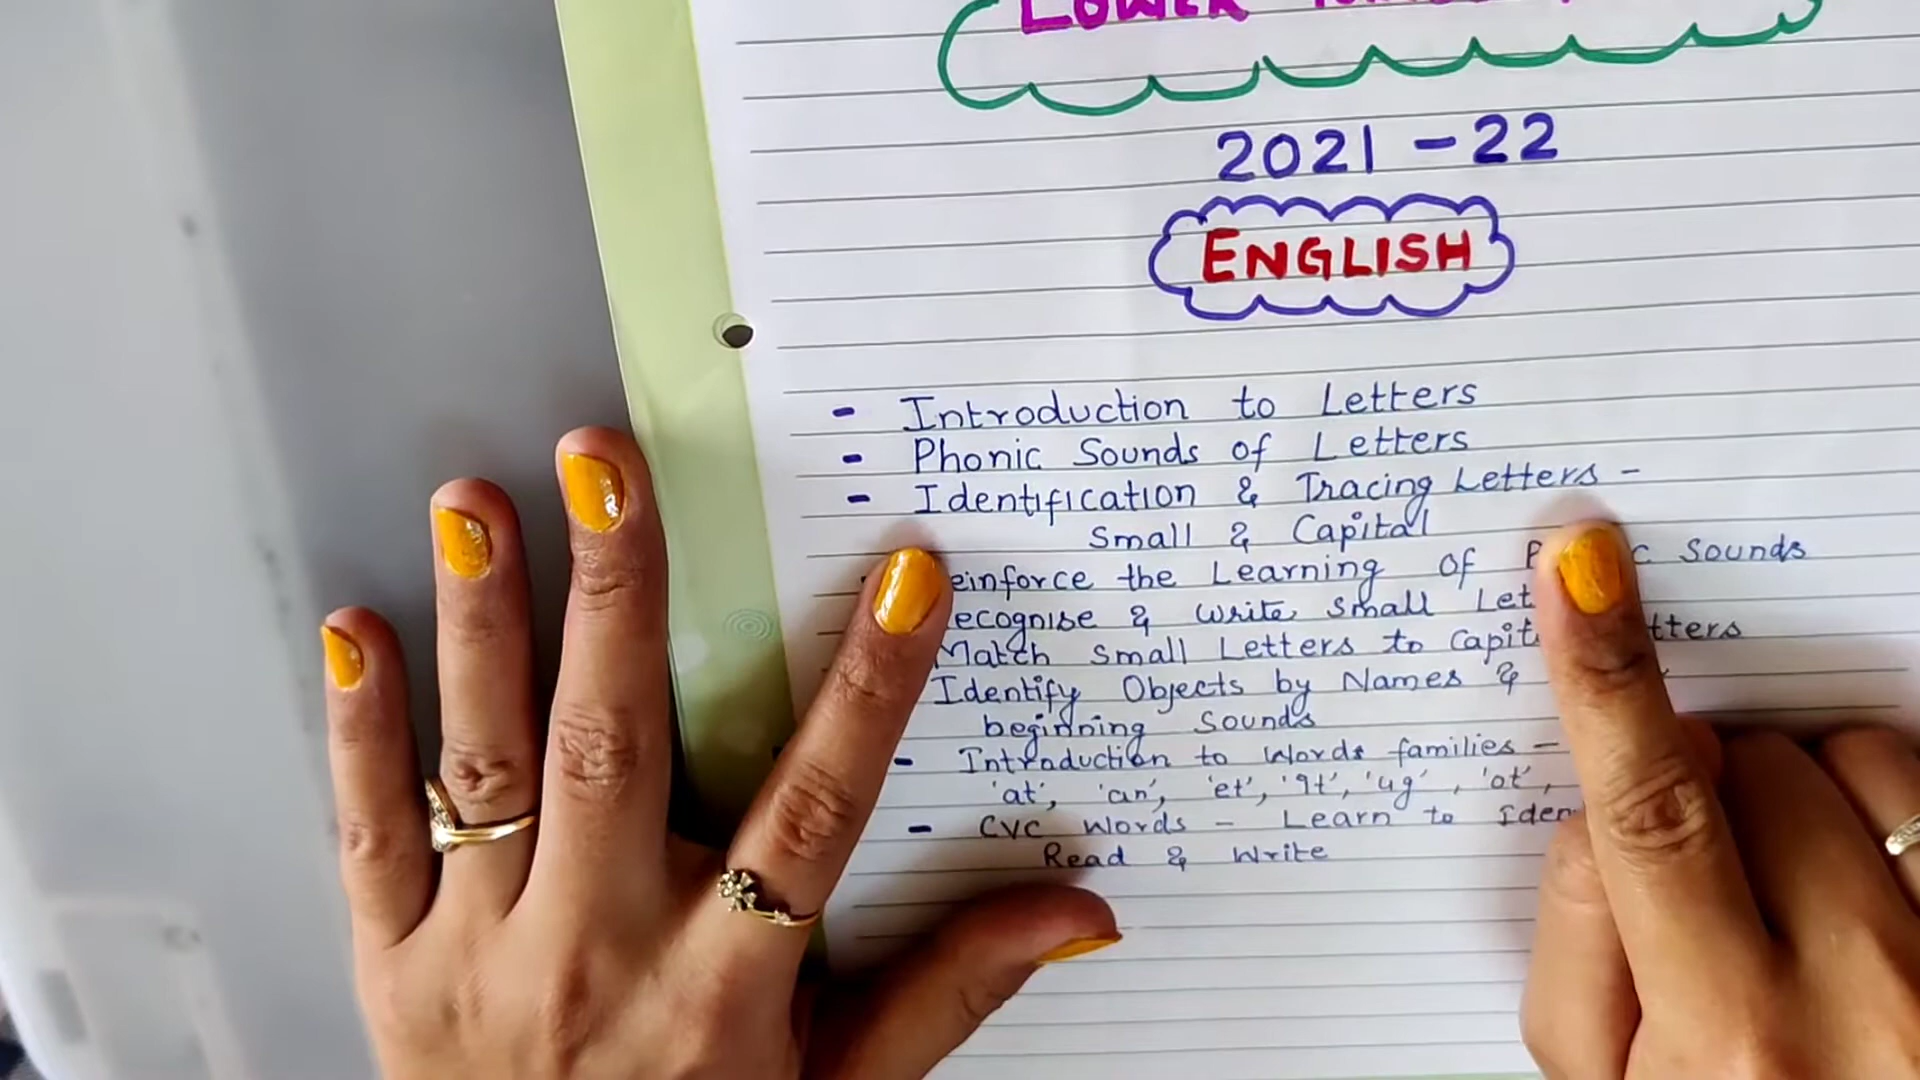 LOWER
2021 - 22
ENGLISH
- Introduction to Letters
- Phonic Sounds of Letters
- Identification & Tracing Letters -
Small & Capital
einforce the Learning of Sounds
ecognise & Write Small Let
Match Small Letters to Capit tters
Identify Objects by Names &
beginning Sounds
- Introduction to Words families -
'at', 'an', 'et', 'it', 'ug', 'ot',
- CVC Words - Learn to Iden
Read & Write